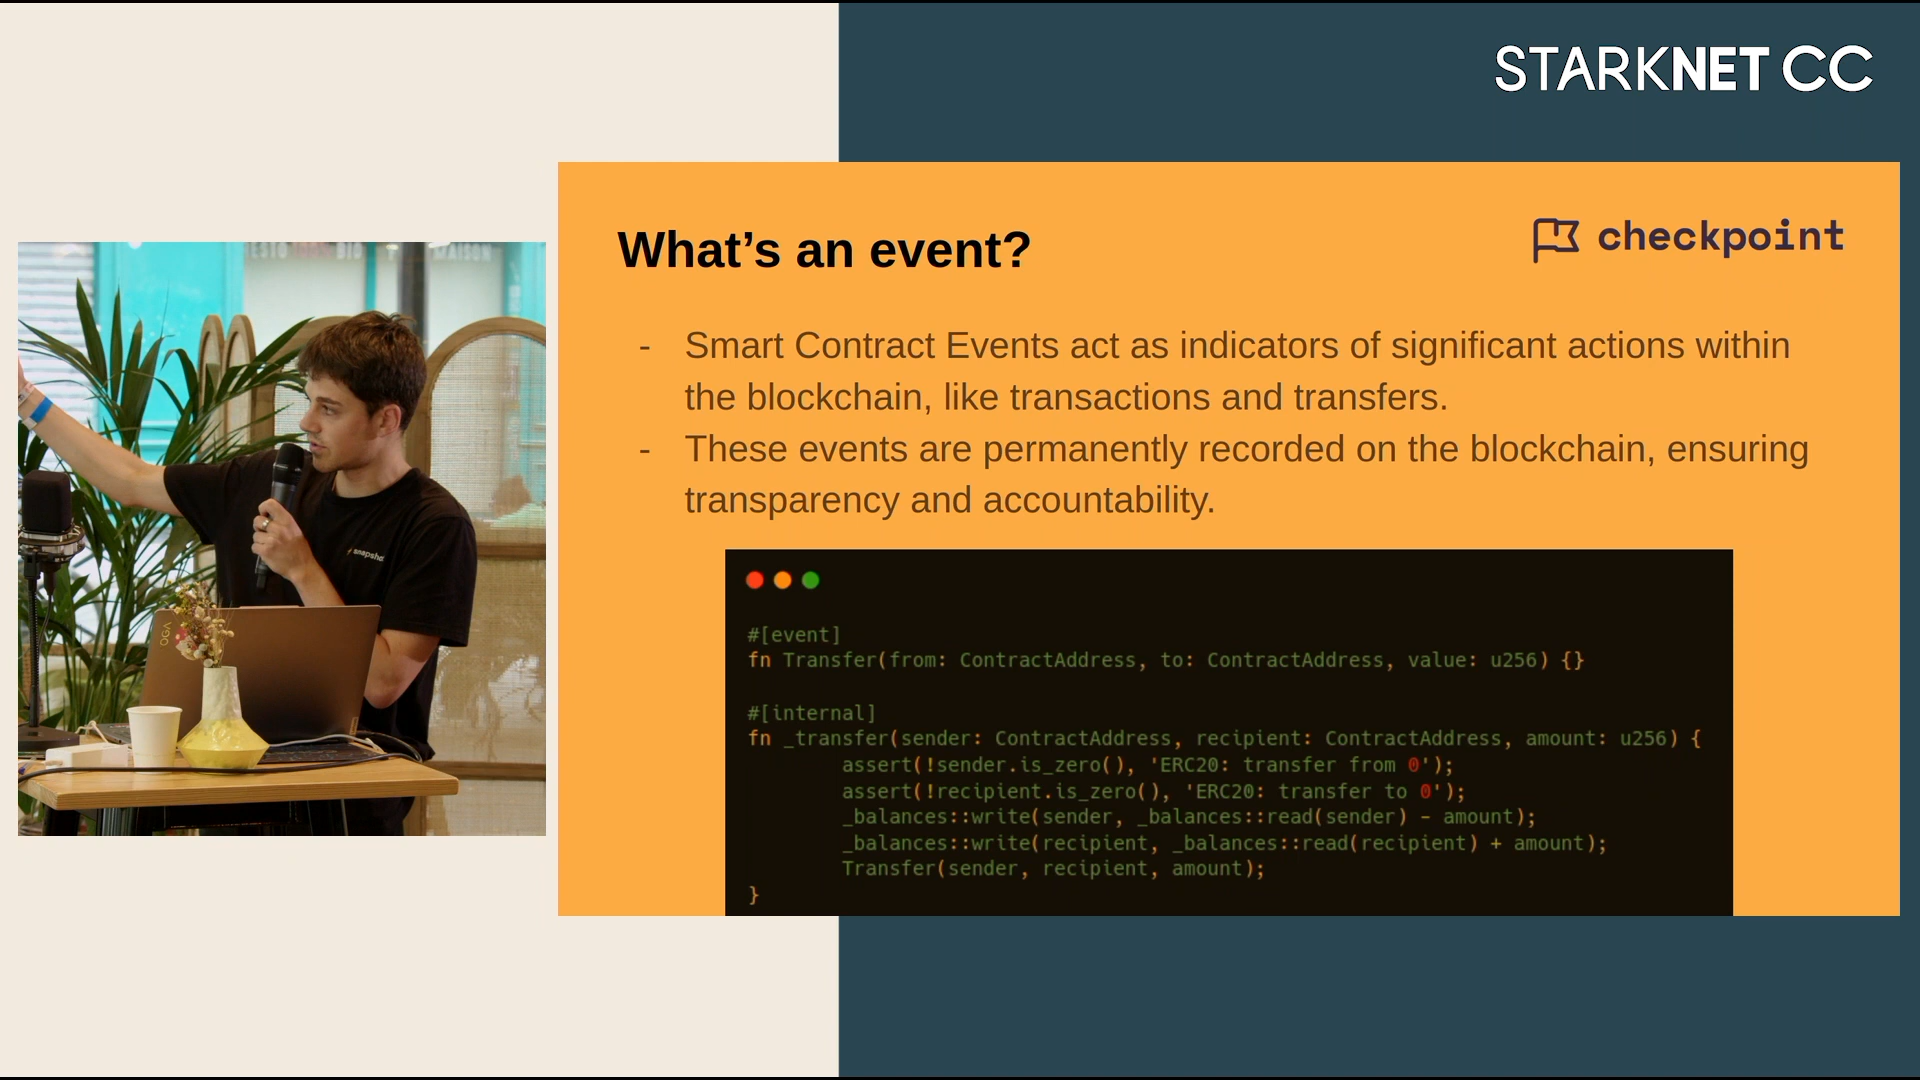 STARKNET CC
What’s an event?
checkpoint
- Smart Contract Events act as indicators of significant actions within
the blockchain, like transactions and transfers.
- These events are permanently recorded on the blockchain, ensuring
transparency and accountability.
#[event]
fn Transfer(from: ContractAddress, to: ContractAddress, value: u256) {}
#[internal]
fn _transfer(sender: ContractAddress, recipient: ContractAddress, amount: u256) {
assert(!sender.is_zero(), 'ERC20: transfer from 0');
assert(!recipient.is_zero(), 'ERC20: transfer to 0');
_balances::write(sender, _balances::read(sender) - amount);
_balances::write(recipient, _balances::read(recipient) + amount);
Transfer(sender, recipient, amount);
}
MAISON
YOGA